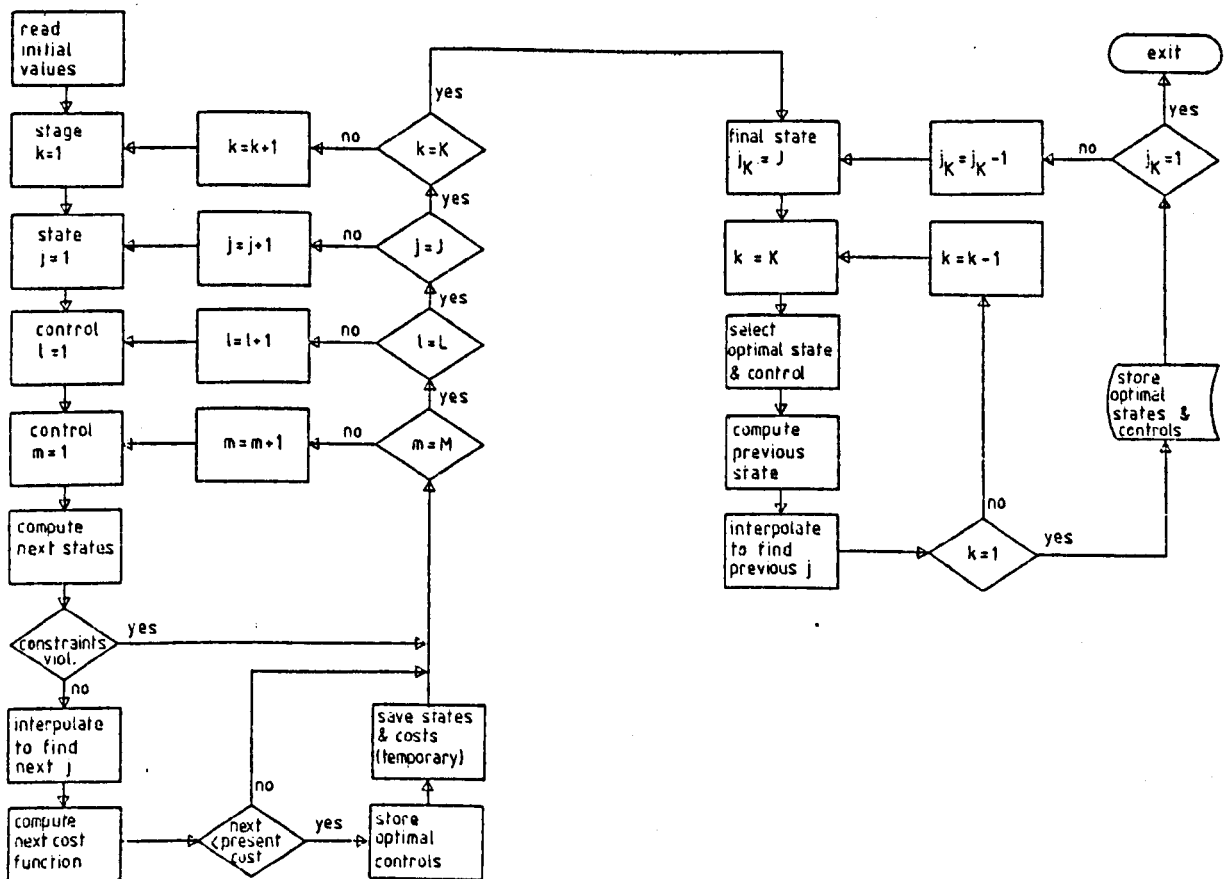 read
initial
values
stage
k=1
k=k+1
no
k=K
yes
state
j=1
j=j+1
no
j=J
yes
control
l=1
l=l+1
no
l=L
yes
control
m=1
m=m+1
no
m=M
yes
compute
next states
constraints
viol.
yes
no
interpolate
to find
next j
compute
next cost
function
next
<present
cost
no
yes
store
optimal
controls
save states
& costs
(temporary)
final state
jK = J
k = K
select
optimal state
& control
compute
previous
state
interpolate
to find
previous j
k=1
no
yes
k=k-1
store
optimal
states &
controls
jK=1
no
jK=jK-1
yes
exit